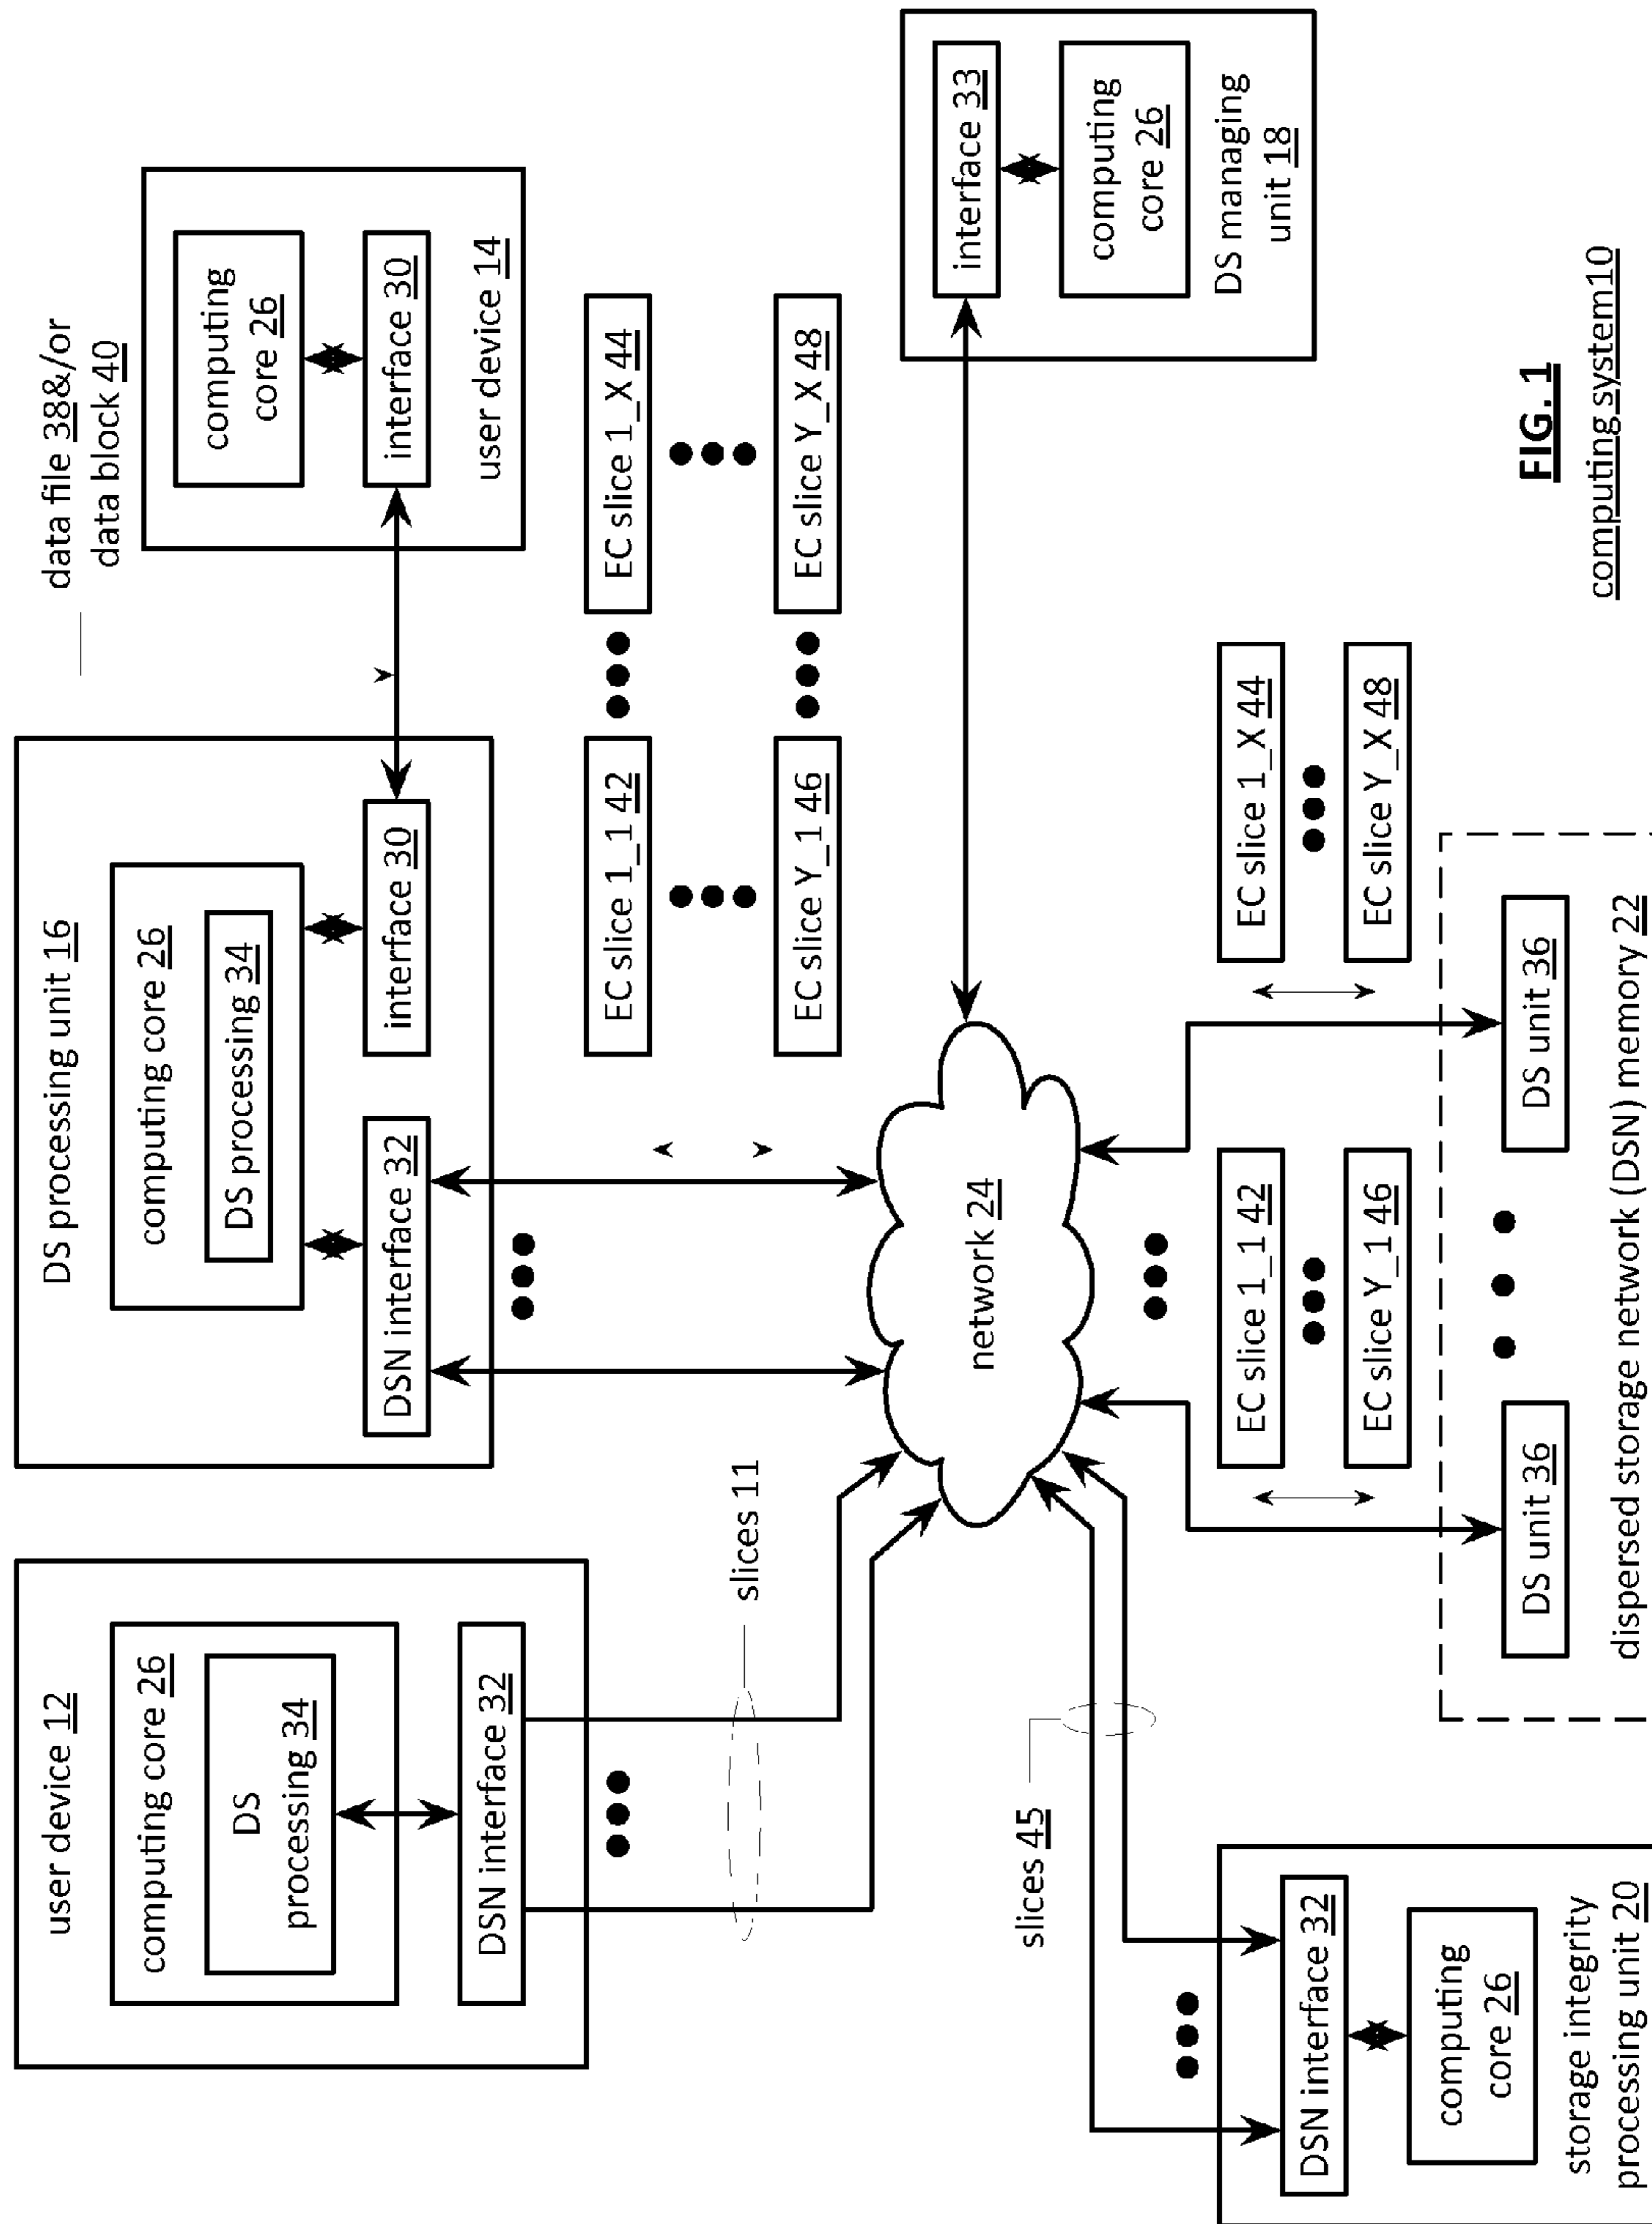 user device 12
computing core 26
DS
processing 34
DSN interface 32
slices 11
DS processing unit 16
computing core 26
DS processing 34
DSN interface 32
interface 30
data file 38&/or
data block 40
computing
core 26
interface 30
user device 14
EC slice 1_1 42
EC slice 1_X 44
EC slice Y_1 46
EC slice Y_X 48
network 24
interface 33
computing
core 26
DS managing
unit 18
slices 45
DSN interface 32
computing
core 26
storage integrity
processing unit 20
EC slice 1_1 42
EC slice Y_1 46
EC slice 1_X 44
EC slice Y_X 48
DS unit 36
DS unit 36
dispersed storage network (DSN) memory 22
FIG. 1
computing system10